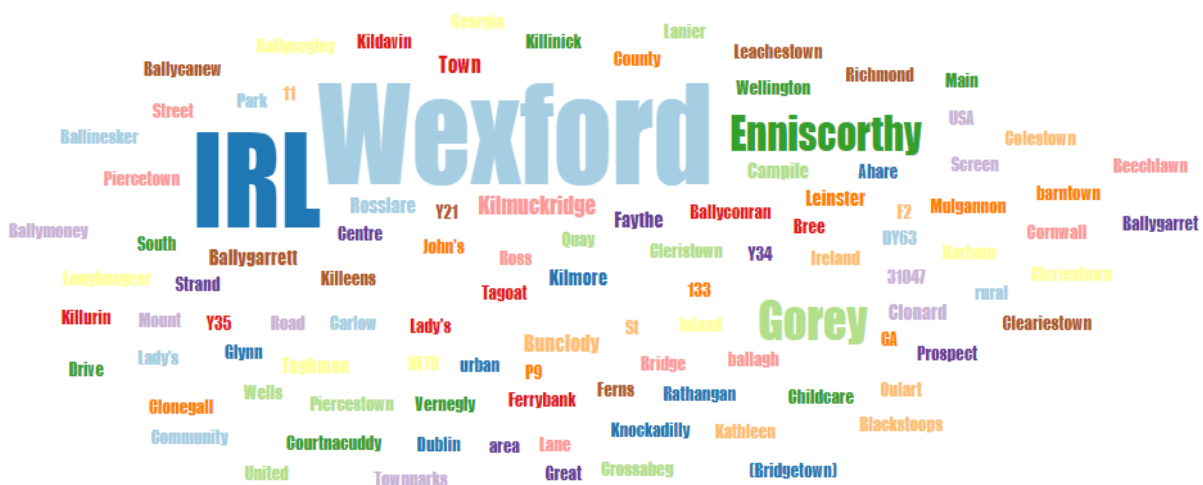 Georgia
Lanier
Ballycogley
Kildavin
Killinick
County
Leachestown
Ballycanew
Town
Richmond
Main
Wellington
Park
11
Street
Wexford
USA
Ballinesker
IRL
Enniscorthy
Colestown
Piercetown
Campile
Ahare
Screen
Beechlawn
Rosslare
Y21
Kilmuckridge
Faythe
Ballyconran
Leinster
F2
Mulgannon
barntown
Ballymoney
South
Centre
John's
Quay
Bree
DY63
Cornwall
Ballygarret
Ballygarrett
Ross
Cleristown
Y34
Ireland
Harbour
Loughnageer
Strand
Killeens
Tagoat
Kilmore
133
31047
Cleriestown
rural
Killurin
Mount
Y35
Road
Carlow
Lady's
St
Island
Gorey
Clonard
Cleariestown
Drive
Lady's
Glynn
Taghmon
NF78
urban
Bunclody
P9
Bridge
ballagh
GA
Prospect
Clonegall
Wells
Piercestown
Vernegly
Ferrybank
Ferns
Rathangan
Childcare
Oulart
Community
Courtnacuddy
Dublin
area
Lane
Knockadilly
Kathleen
Blackstoops
United
Townparks
Great
Crossabeg
(Bridgetown)